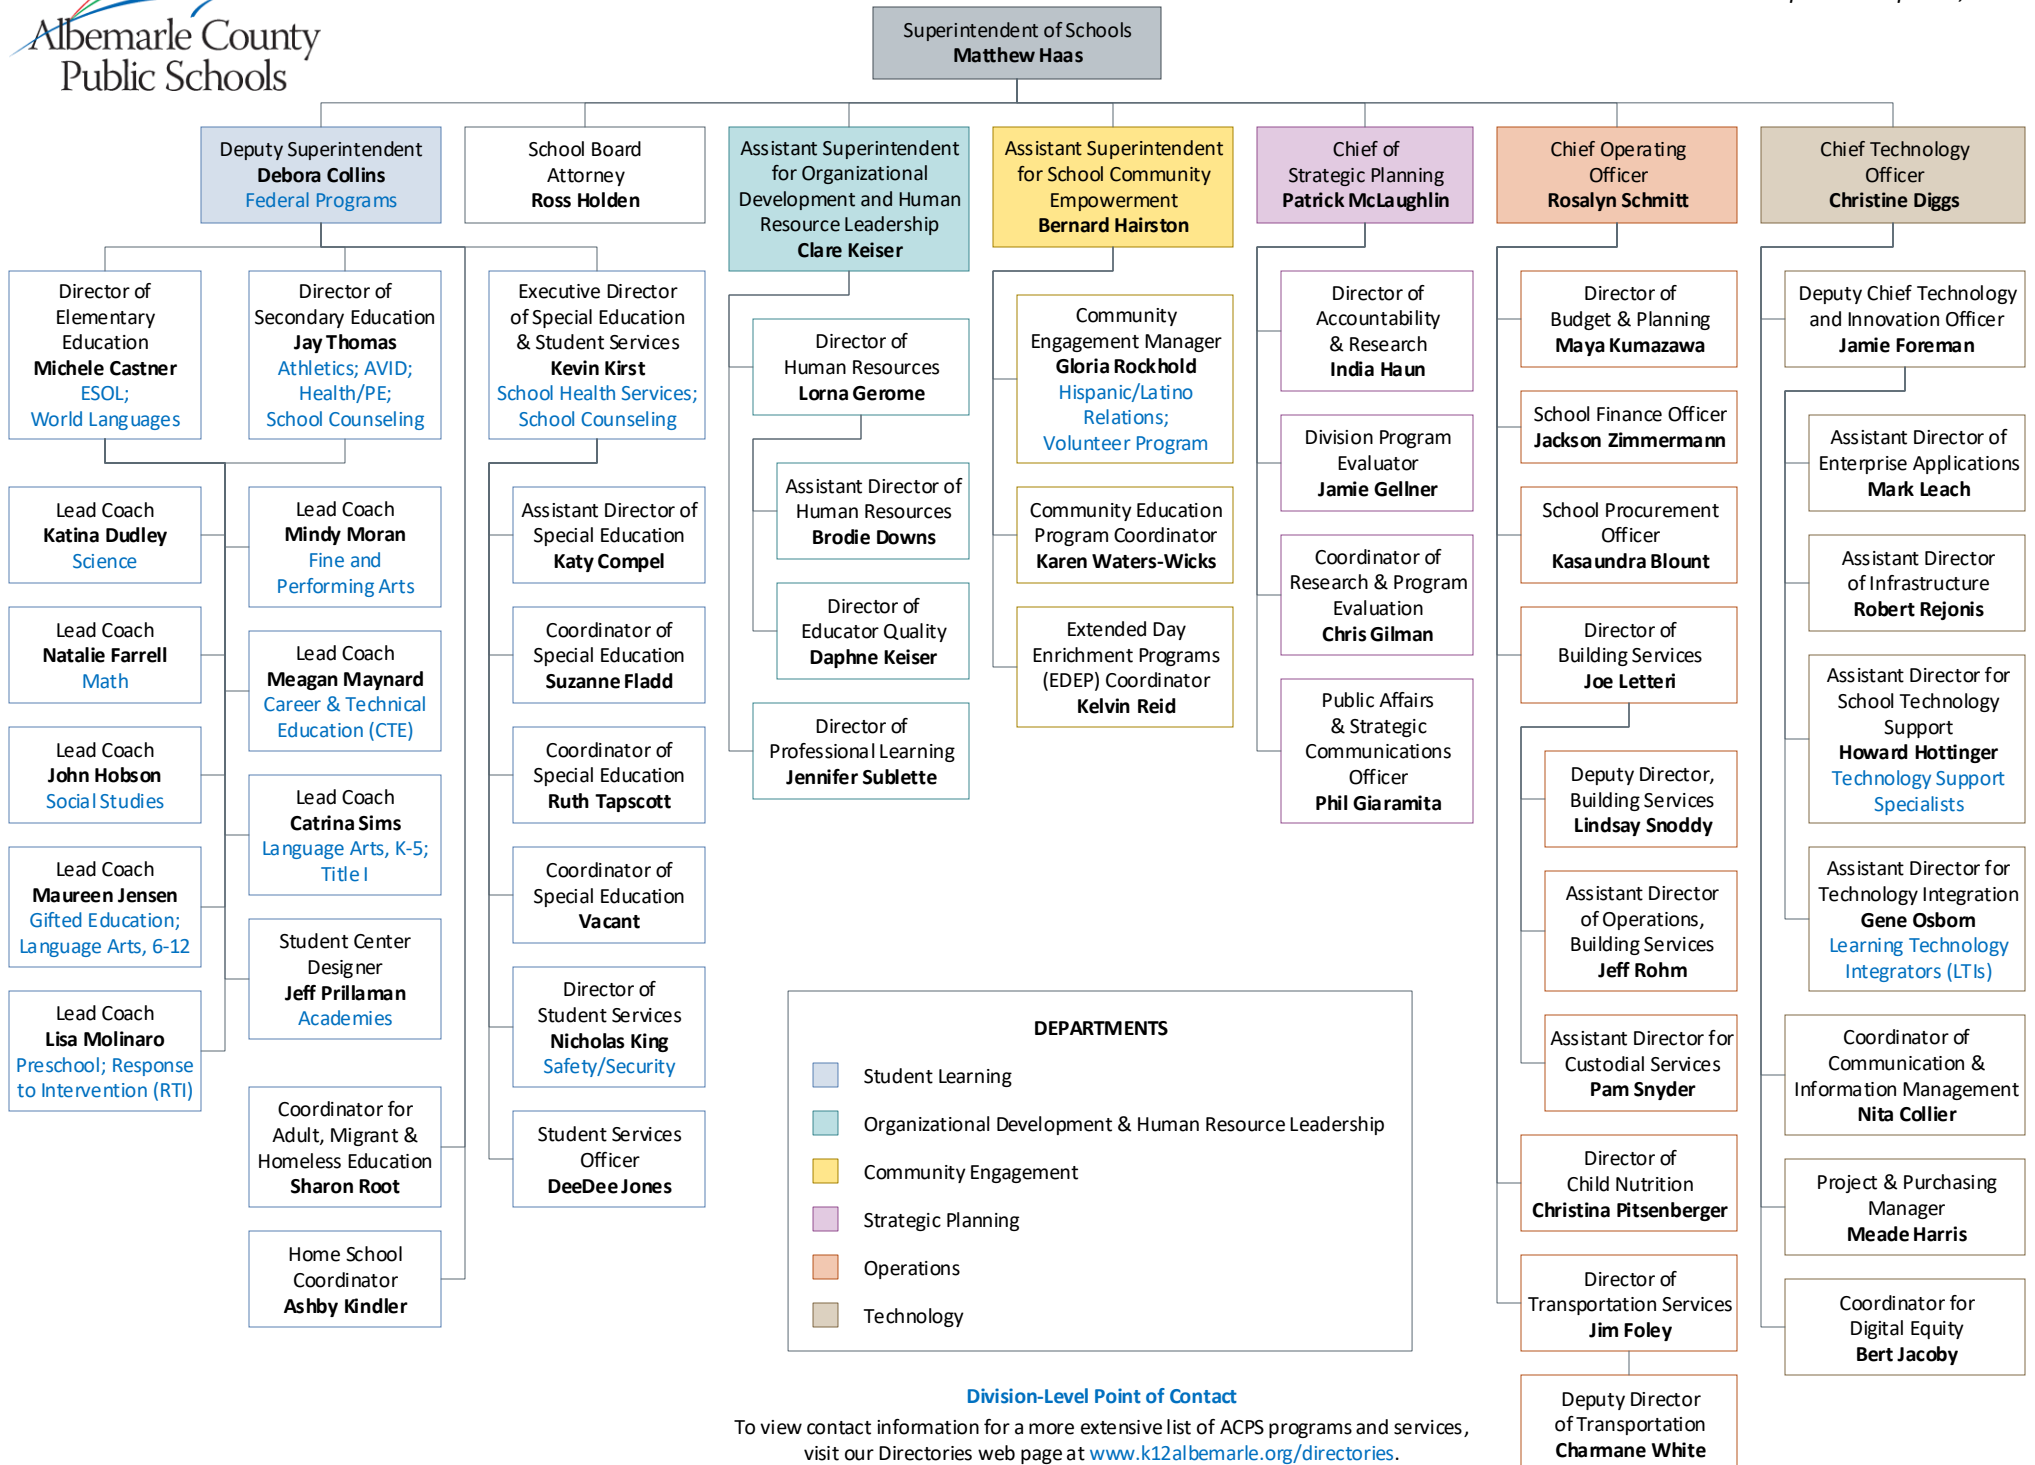 Albemarle County
Public Schools
Superintendent of Schools
Matthew Haas
Deputy Superintendent
Debora Collins
Federal Programs
School Board
Attorney
Ross Holden
Assistant Superintendent
for Organizational
Development and Human
Resource Leadership
Clare Keiser
Assistant Superintendent
for School Community
Empowerment
Bernard Hairston
Chief of
Strategic Planning
Patrick McLaughlin
Chief Operating
Officer
Rosalyn Schmitt
Chief Technology
Officer
Christine Diggs
Director of
Elementary
Education
Michele Castner
ESOL;
World Languages
Director of
Secondary Education
Jay Thomas
Athletics; AVID;
Health/PE;
School Counseling
Executive Director
of Special Education
& Student Services
Kevin Kirst
School Health Services;
School Counseling
Lead Coach
Katina Dudley
Science
Lead Coach
Natalie Farrell
Math
Lead Coach
John Hobson
Social Studies
Lead Coach
Maureen Jensen
Gifted Education;
Language Arts, 6-12
Lead Coach
Lisa Molinaro
Preschool; Response
to Intervention (RTI)
Lead Coach
Mindy Moran
Fine and
Performing Arts
Lead Coach
Meagan Maynard
Career & Technical
Education (CTE)
Lead Coach
Catrina Sims
Language Arts, K-5;
Title I
Student Center
Designer
Jeff Prillaman
Academies
Coordinator for
Adult, Migrant &
Homeless Education
Sharon Root
Home School
Coordinator
Ashby Kindler
Assistant Director of
Special Education
Katy Compel
Coordinator of
Special Education
Suzanne Fladd
Coordinator of
Special Education
Ruth Tapscott
Coordinator of
Special Education
Vacant
Director of
Student Services
Nicholas King
Safety/Security
Student Services
Officer
DeeDee Jones
Director of
Human Resources
Lorna Gerome
Assistant Director of
Human Resources
Brodie Downs
Director of
Educator Quality
Daphne Keiser
Director of
Professional Learning
Jennifer Sublette
Community
Engagement Manager
Gloria Rockhold
Hispanic/Latino
Relations;
Volunteer Program
Community Education
Program Coordinator
Karen Waters-Wicks
Extended Day
Enrichment Programs
(EDEP) Coordinator
Kelvin Reid
Director of
Accountability
& Research
India Haun
Division Program
Evaluator
Jamie Gellner
Coordinator of
Research & Program
Evaluation
Chris Gilman
Public Affairs
& Strategic
Communications
Officer
Phil Giaramita
Director of
Budget & Planning
Maya Kumazawa
School Finance Officer
Jackson Zimmermann
School Procurement
Officer
Kasaundra Blount
Director of
Building Services
Joe Letteri
Deputy Director,
Building Services
Lindsay Snoddy
Assistant Director
of Operations,
Building Services
Jeff Rohm
Assistant Director for
Custodial Services
Pam Snyder
Director of
Child Nutrition
Christina Pitsenberger
Director of
Transportation Services
Jim Foley
Deputy Director
of Transportation
Charmane White
Deputy Chief Technology
and Innovation Officer
Jamie Foreman
Assistant Director of
Enterprise Applications
Mark Leach
Assistant Director
of Infrastructure
Robert Rejonis
Assistant Director for
School Technology
Support
Howard Hottinger
Technology Support
Specialists
Assistant Director for
Technology Integration
Gene Osborn
Learning Technology
Integrators (LTIs)
Coordinator of
Communication &
Information Management
Nita Collier
Project & Purchasing
Manager
Meade Harris
Coordinator for
Digital Equity
Bert Jacoby
DEPARTMENTS
Student Learning
Organizational Development & Human Resource Leadership
Community Engagement
Strategic Planning
Operations
Technology
Division-Level Point of Contact
To view contact information for a more extensive list of ACPS programs and services,
visit our Directories web page at www.k12albemarle.org/directories.